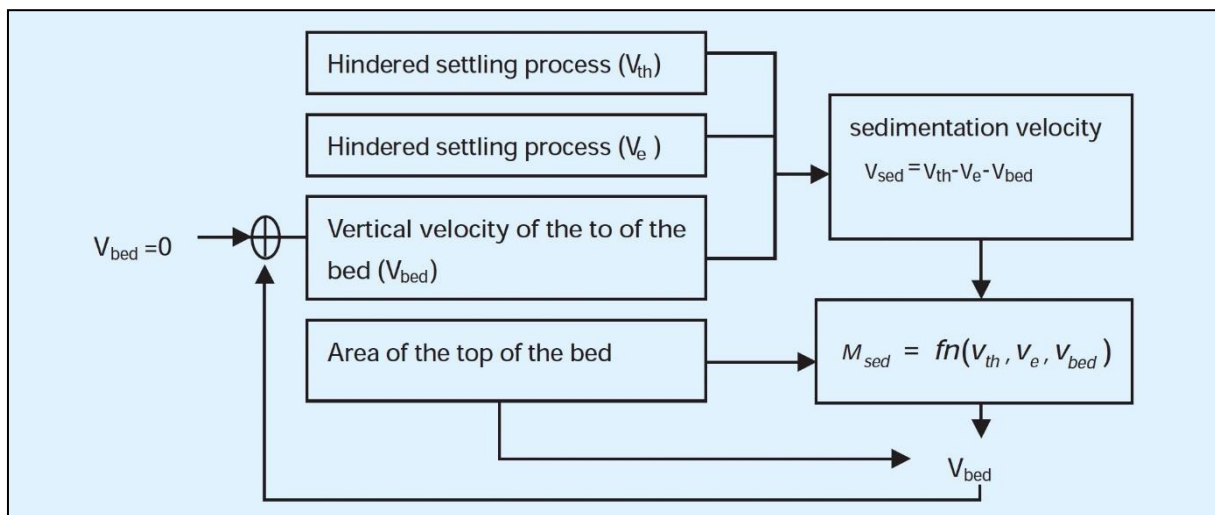 Hindered settling process (Vth)
Hindered settling process (Ve )
Vertical velocity of the to of the
bed (Vbed)
Vbed =0
Area of the top of the bed
sedimentation velocity
Vsed=Vth-Ve-Vbed
Msed = fn(vth, ve, vbed)
Vbed